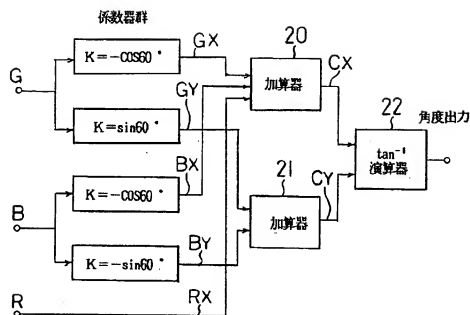 係数器群
G
K=-COS60°
GX
20
加算器
CX
K=sin60°
GY
22
角度出力
tan⁻¹
演算器
BX
B
K=-COS60°
21
加算器
CY
K=-sin60°
BY
R
RX